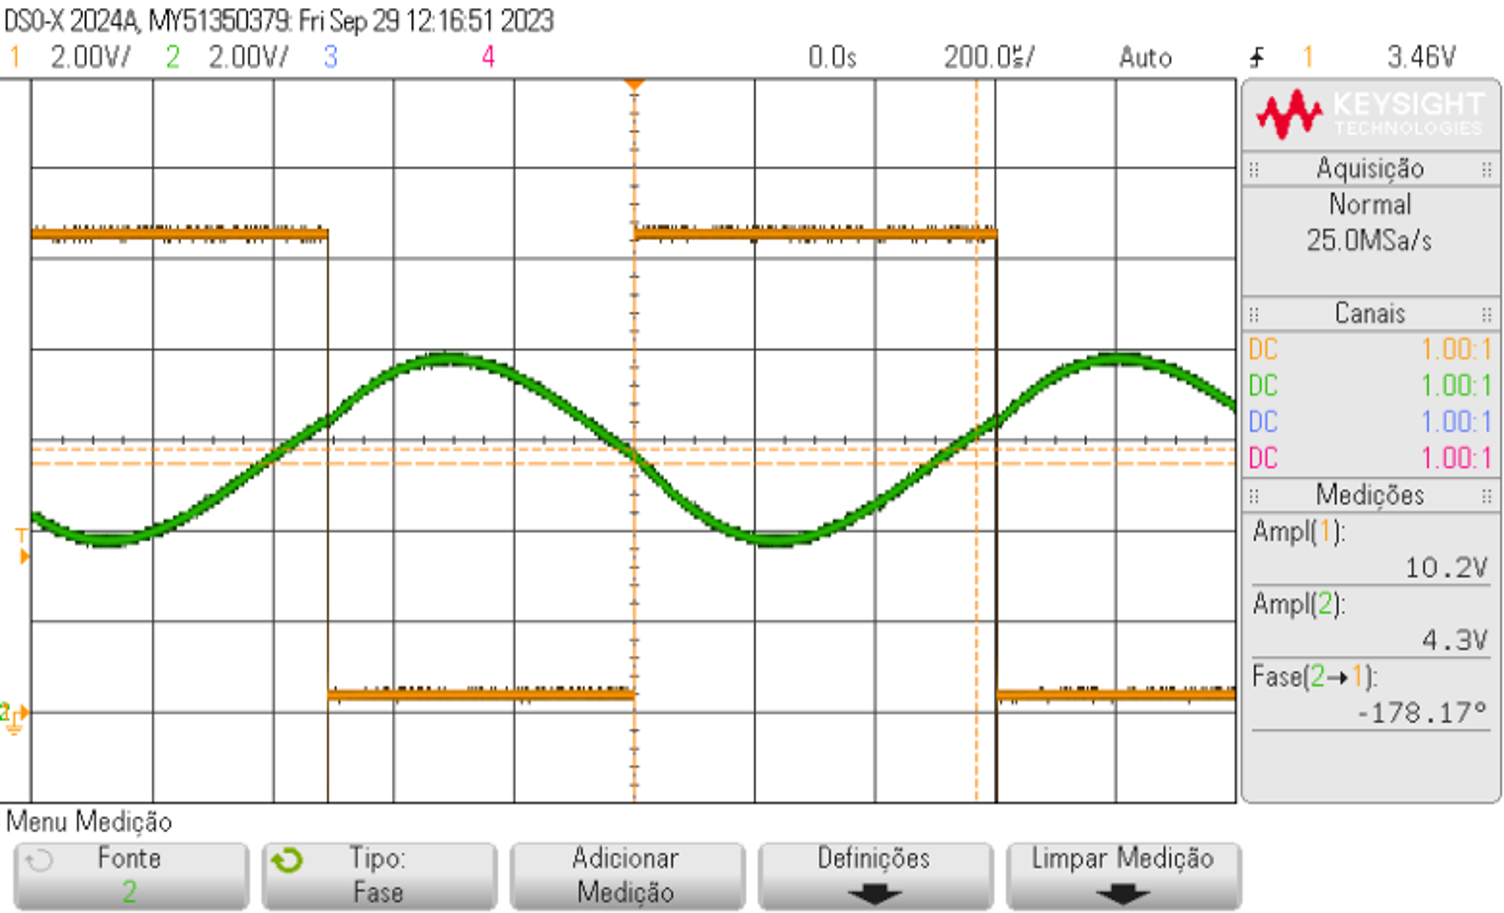 DSO-X 2024A, MY51350379: Fri Sep 29 12:16:51 2023
1 2.00V/ 2 2.00V/ 3 4 0.0s 200.0µs/ Auto 1 3.46V
KEYSIGHT
TECHNOLOGIES
Aquisição
Normal
25.0MSa/s
Canais
DC 1.00:1
DC 1.00:1
DC 1.00:1
DC 1.00:1
Medições
Ampl(1):
10.2V
Ampl(2):
4.3V
Fase(2→1):
-178.17°
T
Menu Medição
Fonte
2
Tipo:
Fase
Adicionar
Medição
Definições
Limpar Medição